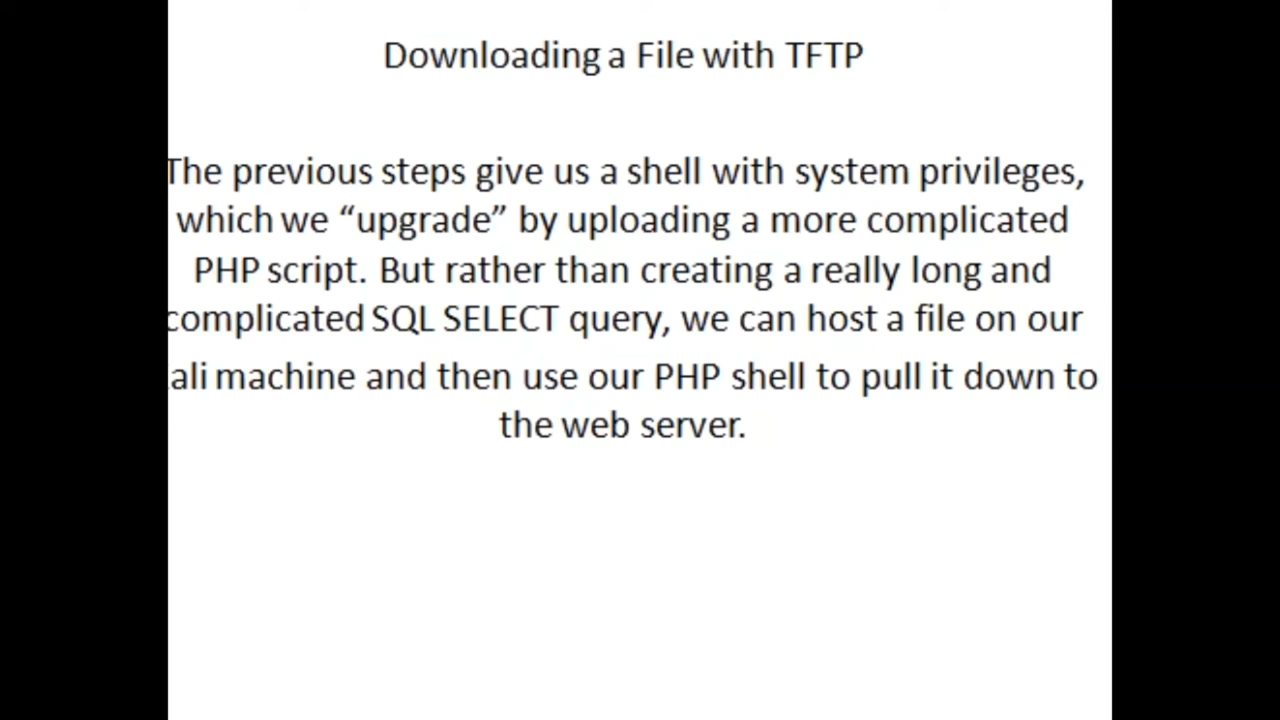 Downloading a File with TFTP
The previous steps give us a shell with system privileges,
which we “upgrade” by uploading a more complicated
PHP script. But rather than creating a really long and
complicated SQL SELECT query, we can host a file on our
ali machine and then use our PHP shell to pull it down to
the web server.